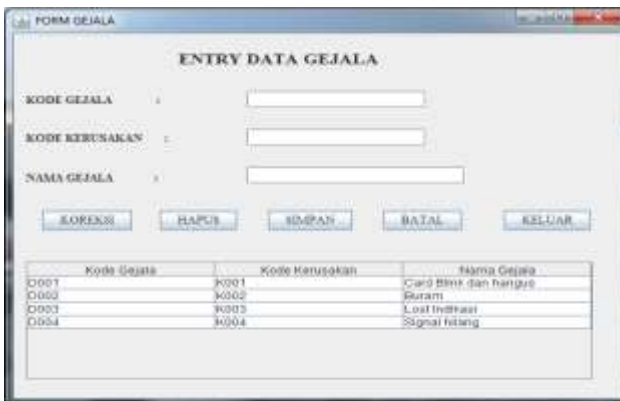 FORM GEJALA
ENTRY DATA GEJALA
KODE GEJALA :
KODE KERUSAKAN :
NAMA GEJALA :
KOREKSI HAPUS SIMPAN BATAL KELUAR
Kode Gejala Kode Kerusakan Nama Gejala
D001 K001 Card Blink dan hangus
D002 K002 Buram
D003 K003 Lost Indikasi
D004 K004 Signal hilang